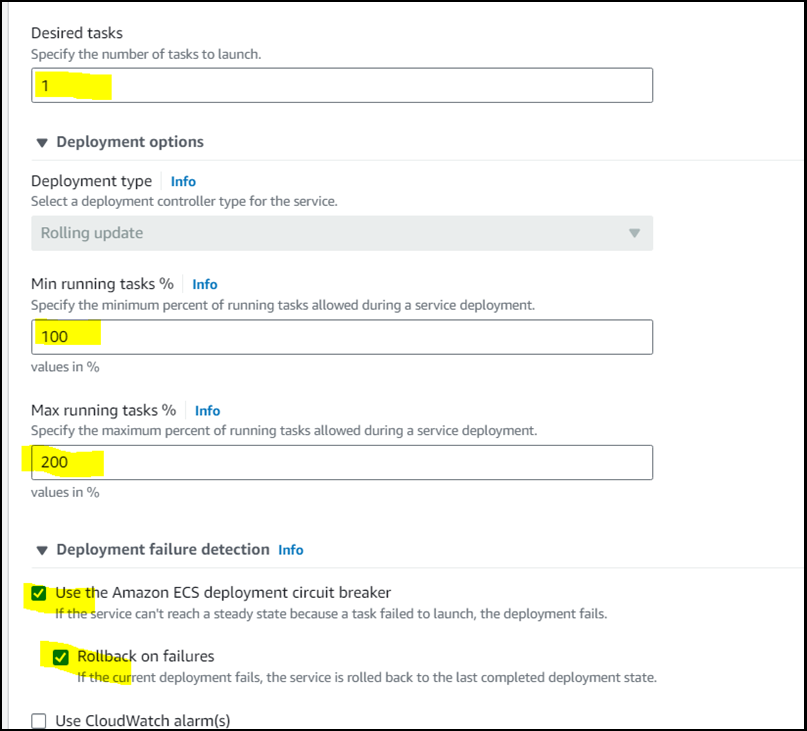 Desired tasks
Specify the number of tasks to launch.
1
Deployment options
Deployment type Info
Select a deployment controller type for the service.
Rolling update
Min running tasks % Info
Specify the minimum percent of running tasks allowed during a service deployment.
100
values in %
Max running tasks % Info
Specify the maximum percent of running tasks allowed during a service deployment.
200
values in %
Deployment failure detection Info
Use the Amazon ECS deployment circuit breaker
If the service can't reach a steady state because a task failed to launch, the deployment fails.
Rollback on failures
If the current deployment fails, the service is rolled back to the last completed deployment state.
Use CloudWatch alarm(s)